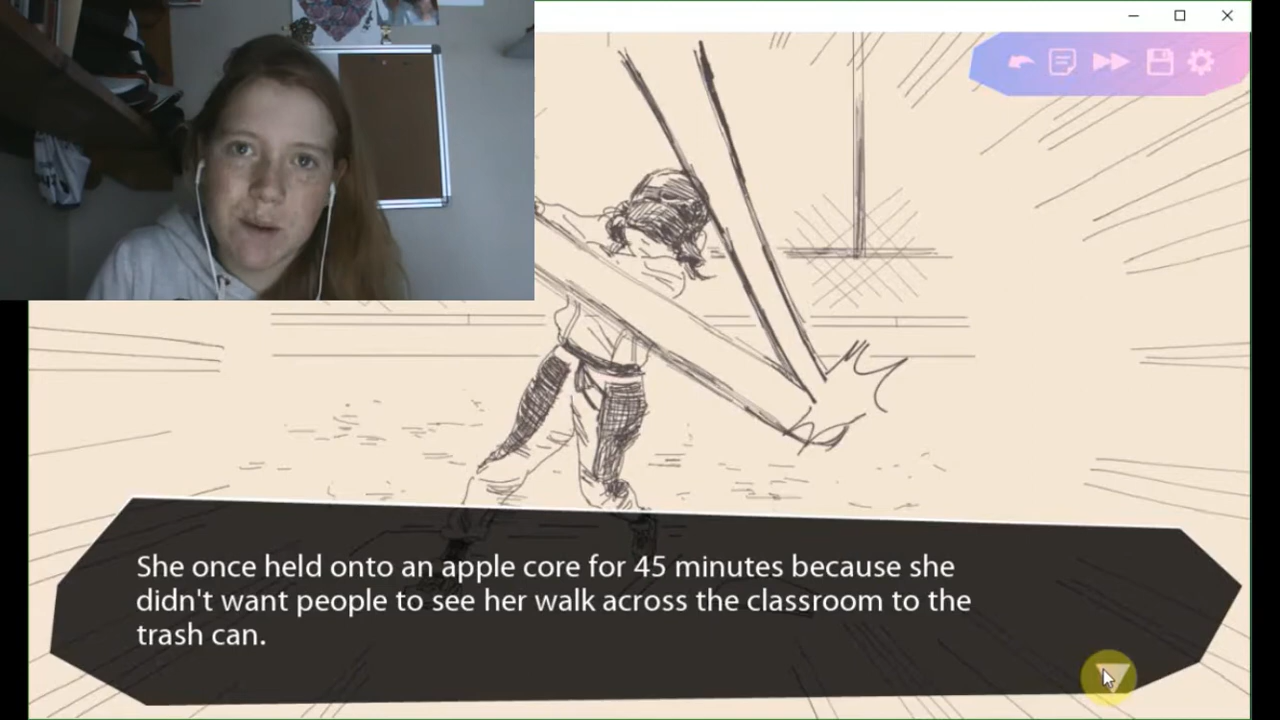 She once held onto an apple core for 45 minutes because she
didn't want people to see her walk across the classroom to the
trash can.